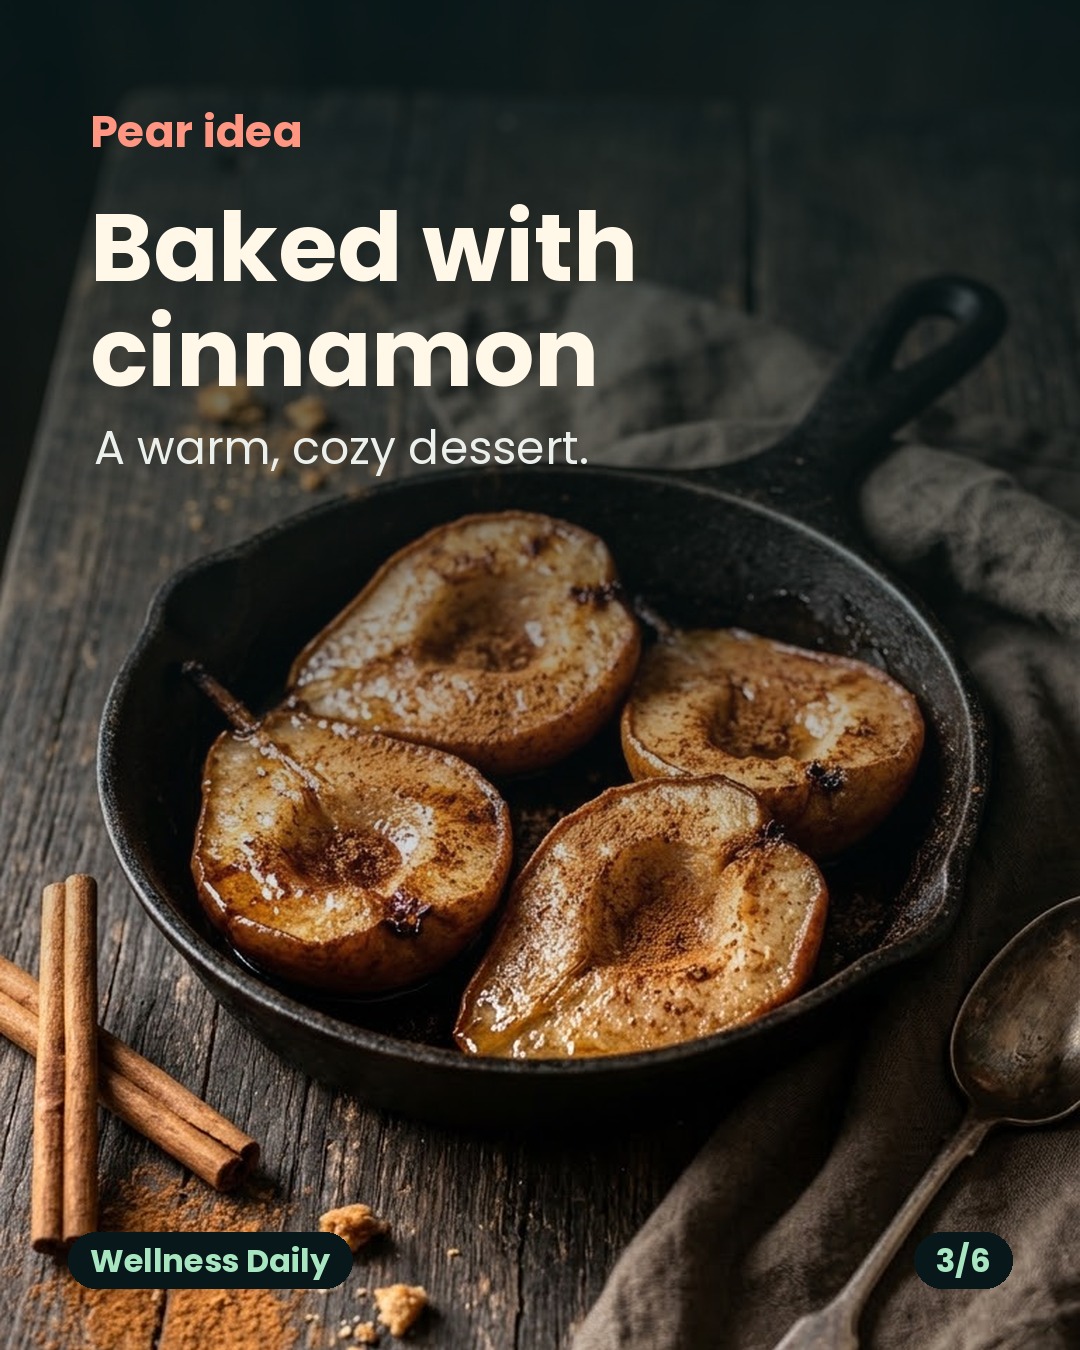 Pear idea
Baked with
cinnamon
A warm, cozy dessert.
Wellness Daily
3/6